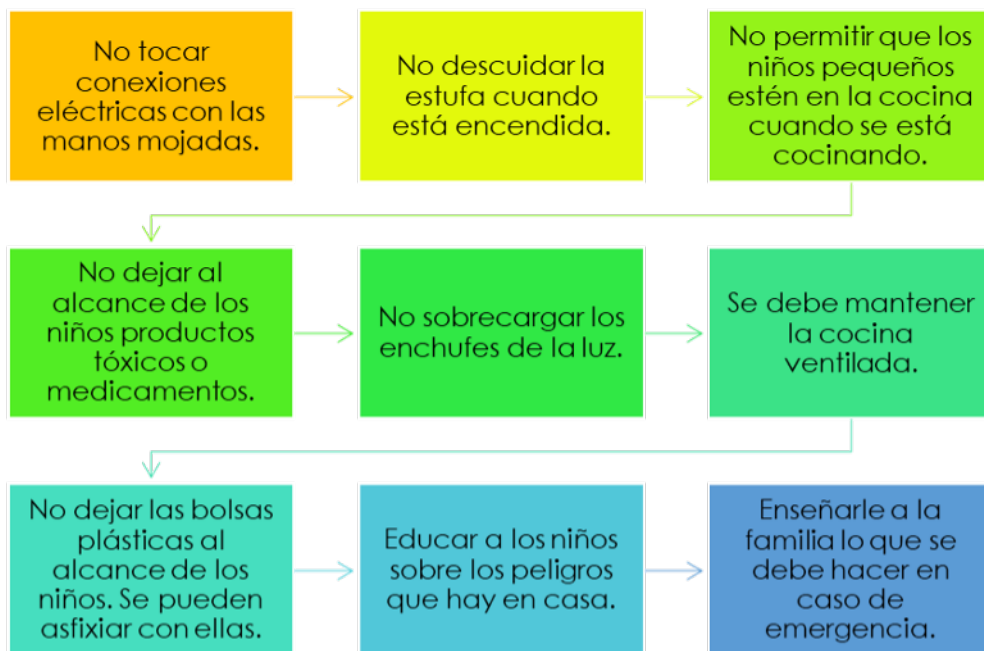 No tocar
conexiones
eléctricas con las
manos mojadas.
No descuidar la
estufa cuando
está encendida.
No permitir que los
niños pequeños
estén en la cocina
cuando se está
cocinando.
No dejar al
alcance de los
niños productos
tóxicos o
medicamentos.
No sobrecargar los
enchufes de la luz.
Se debe mantener
la cocina
ventilada.
No dejar las bolsas
plásticas al
alcance de los
niños. Se pueden
asfixiar con ellas.
Educar a los niños
sobre los peligros
que hay en casa.
Enseñarle a la
familia lo que se
debe hacer en
caso de
emergencia.